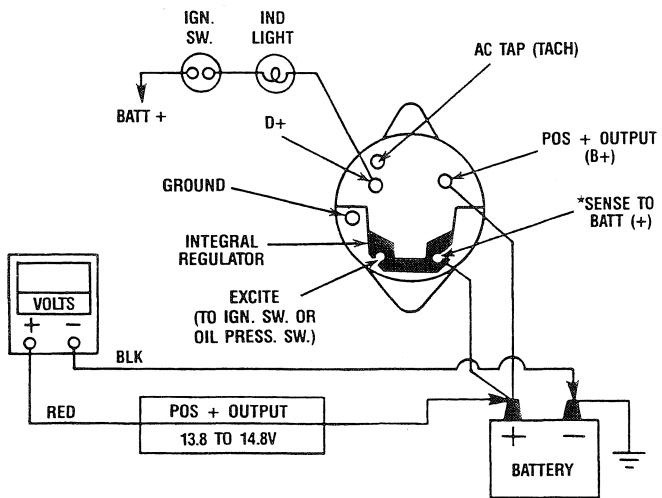 IGN.
SW.
IND
LIGHT
AC TAP (TACH)
BATT +
D+
POS + OUTPUT
(B+)
GROUND
*SENSE TO
BATT (+)
INTEGRAL
REGULATOR
EXCITE
(TO IGN. SW. OR
OIL PRESS. SW.)
VOLTS
+ −
BLK
RED
POS + OUTPUT
13.8 TO 14.8V
+ −
BATTERY